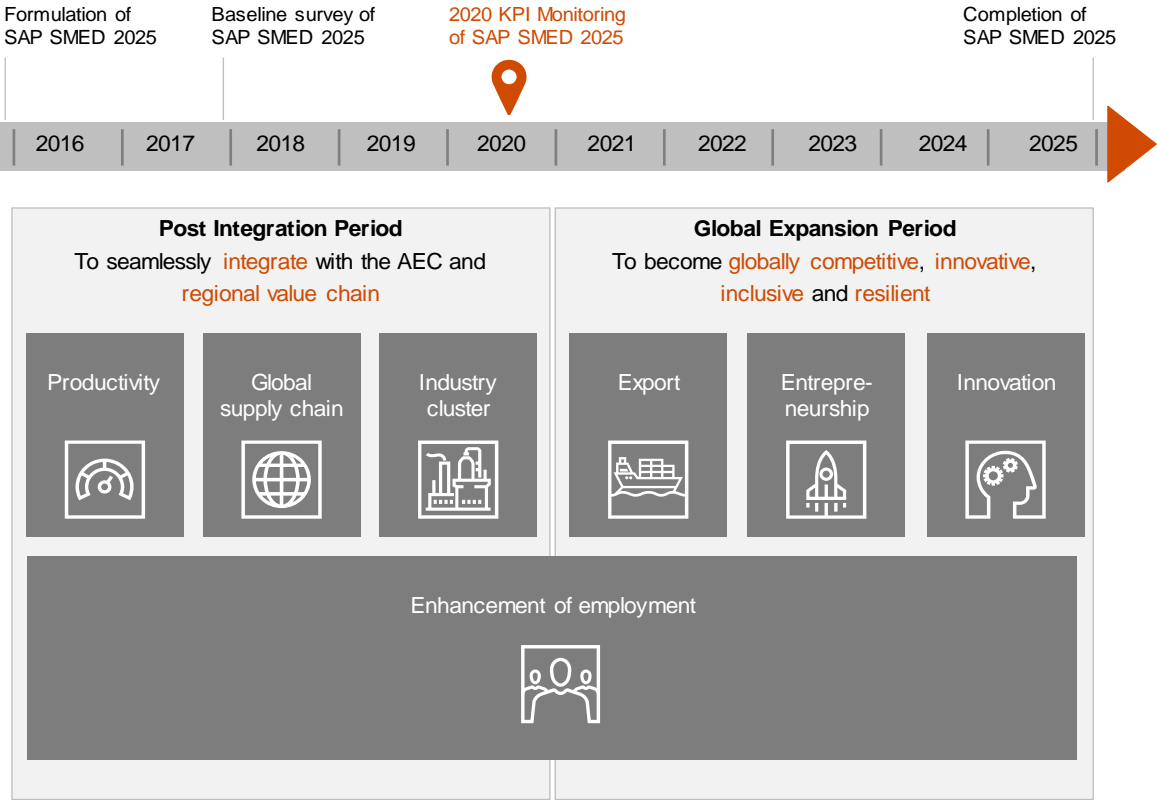 Formulation of
SAP SMED 2025
Baseline survey of
SAP SMED 2025
2020 KPI Monitoring
of SAP SMED 2025
Completion of
SAP SMED 2025
2016 2017 2018 2019 2020 2021 2022 2023 2024 2025
Post Integration Period
To seamlessly integrate with the AEC and
regional value chain
Global Expansion Period
To become globally competitive, innovative,
inclusive and resilient
Productivity
Global
supply chain
Industry
cluster
Export
Entrepre-
neurship
Innovation
Enhancement of employment